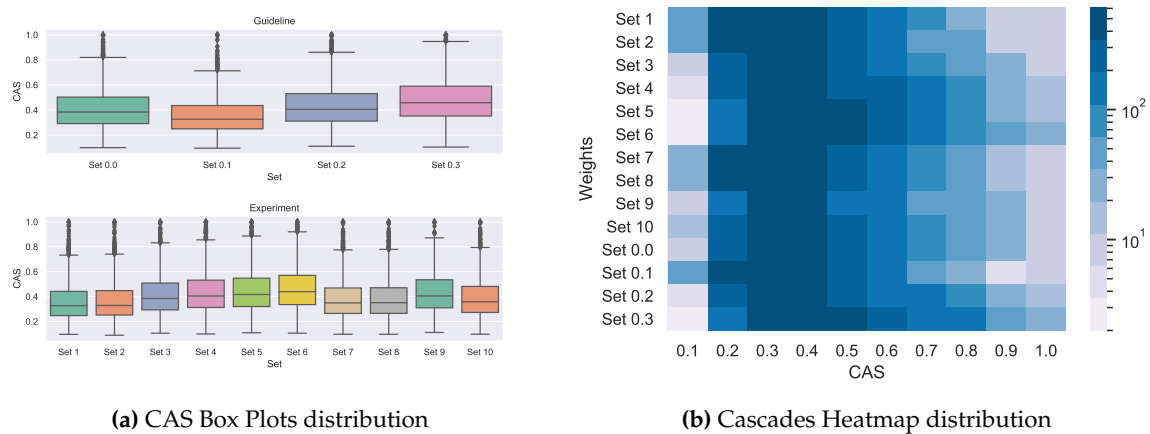 Guideline
1.0
0.8
0.6
0.4
0.2
CAS
Set 0.0 Set 0.1 Set 0.2 Set 0.3
Set
Experiment
1.0
0.8
0.6
0.4
0.2
CAS
Set 1 Set 2 Set 3 Set 4 Set 5 Set 6 Set 7 Set 8 Set 9 Set 10
Set
(a) CAS Box Plots distribution
Weights
Set 1
Set 2
Set 3
Set 4
Set 5
Set 6
Set 7
Set 8
Set 9
Set 10
Set 0.0
Set 0.1
Set 0.2
Set 0.3
0.1 0.2 0.3 0.4 0.5 0.6 0.7 0.8 0.9 1.0
CAS
10²
10¹
(b) Cascades Heatmap distribution